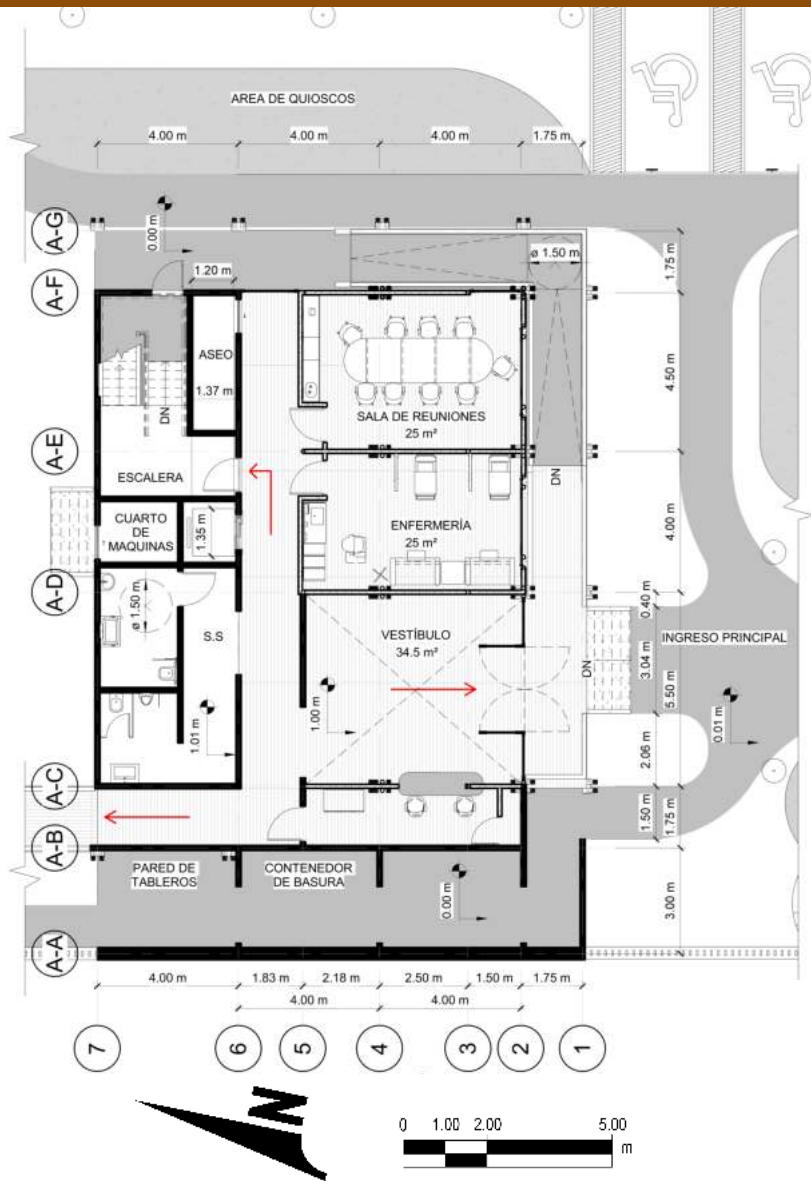 AREA DE QUIOSCOS
4.00 m
4.00 m
4.00 m
1.75 m
A-G
0.00 m
ø 1.50 m
1.75 m
1.20 m
A-F
ASEO
1.37 m
4.50 m
SALA DE REUNIONES
25 m²
DN
A-E
ESCALERA
DN
CUARTO
DE
MAQUINAS
1.35 m
ENFERMERÍA
25 m²
4.00 m
A-D
ø 1.50 m
S.S
VESTÍBULO
34.5 m²
0.40 m
INGRESO PRINCIPAL
3.04 m
5.50 m
DN
1.01 m
1.00 m
0.01 m
2.06 m
A-C
1.50 m
1.75 m
A-B
PARED DE
TABLEROS
CONTENEDOR
DE BASURA
0.00 m
3.00 m
A-A
4.00 m
1.83 m
2.18 m
2.50 m
1.50 m
1.75 m
4.00 m
4.00 m
7
6
5
4
3
2
1
N
0
1.00
2.00
5.00
m